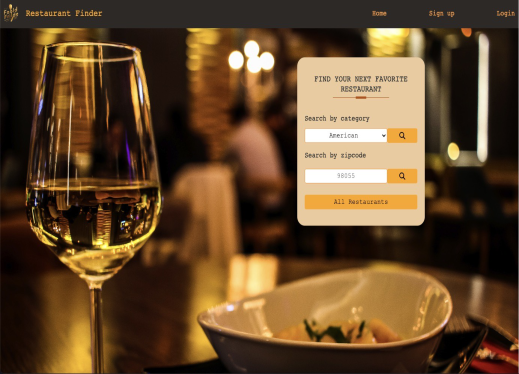 Restaurant Finder
Home
Sign up
Login
FIND YOUR NEXT FAVORITE
RESTAURANT
Search by category
American
Search by zipcode
98055
All Restaurants